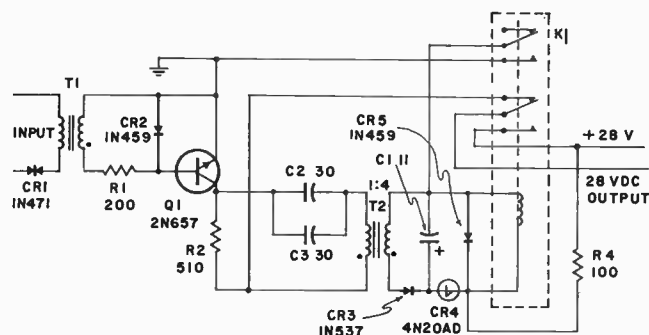 K1
T1
INPUT
CR2
1N459
CR5
1N459
+28 V
CR1
1N471
R1
200
Q1
2N657
C2 30
C3 30
1:4
T2
C1 11
+
28 VDC
OUTPUT
R2
510
R4
100
CR3
1N537
CR4
4N20AD